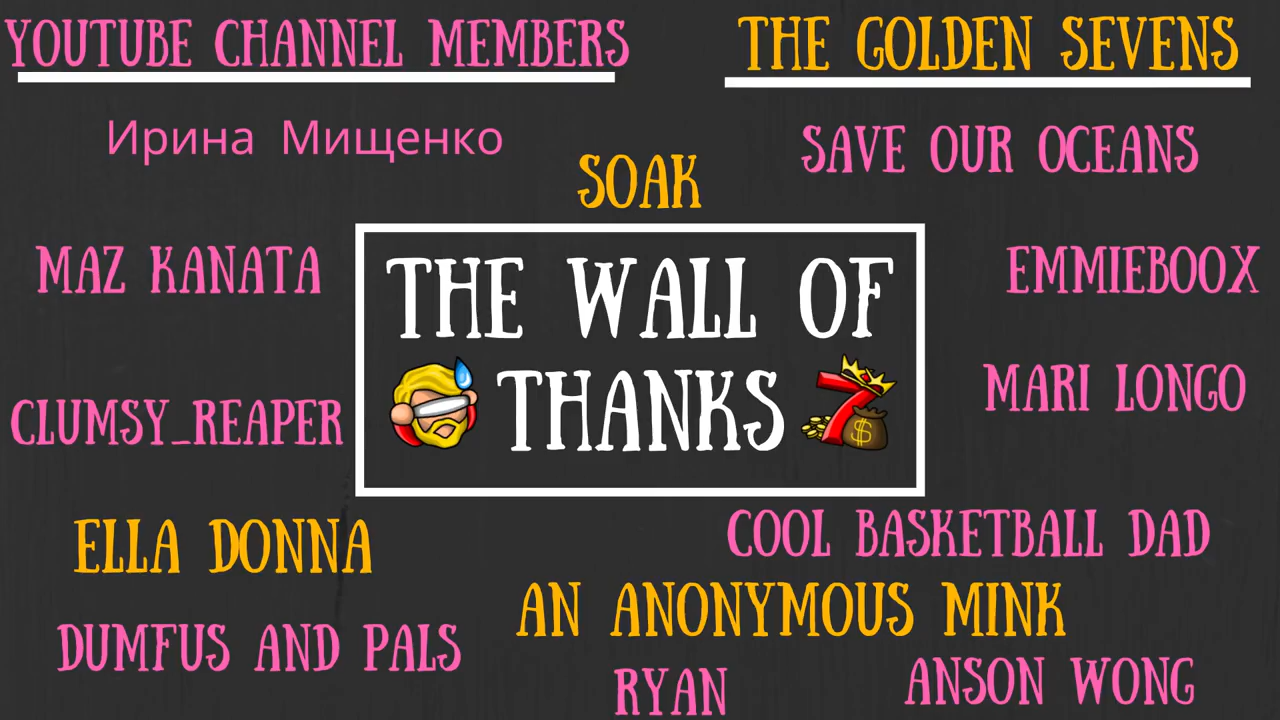 YOUTUBE CHANNEL MEMBERS
THE GOLDEN SEVENS
Ирина Мищенко
SAVE OUR OCEANS
SOAK
MAZ KANATA
EMMIEBOOX
THE WALL OF
THANKS 7
$
MARI LONGO
CLUMSY_REAPER
ELLA DONNA
COOL BASKETBALL DAD
AN ANONYMOUS MINK
DUMFUS AND PALS
RYAN
ANSON WONG